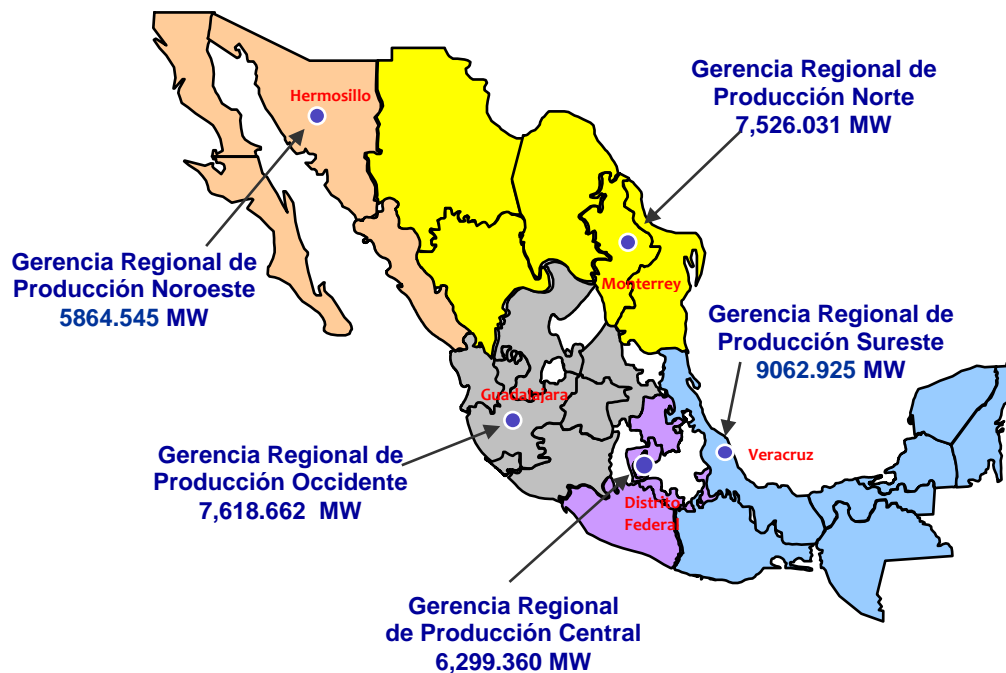 Gerencia Regional de
Producción Norte
7,526.031 MW
Hermosillo
Gerencia Regional de
Producción Noroeste
5864.545 MW
Monterrey
Gerencia Regional de
Producción Sureste
9062.925 MW
Guadalajara
Gerencia Regional de
Producción Occidente
7,618.662 MW
Veracruz
Distrito
Federal
Gerencia Regional
de Producción Central
6,299.360 MW